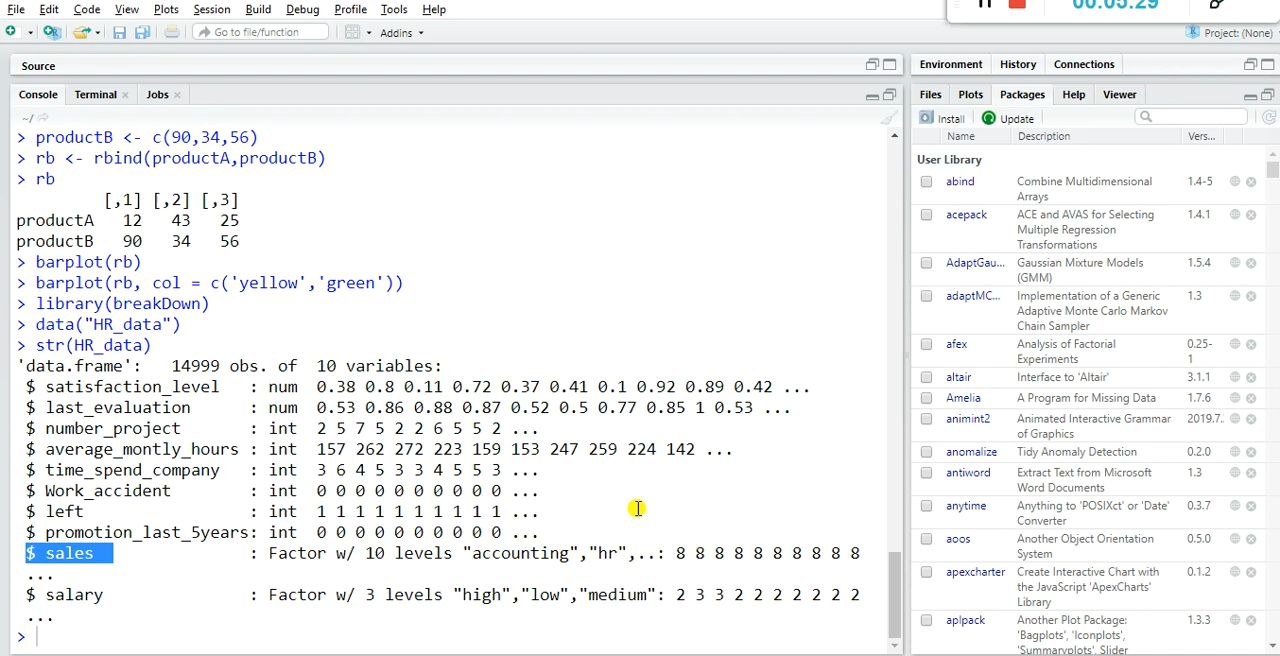 File Edit Code View Plots Session Build Debug Profile Tools Help
00:05:29
Go to file/function
Addins
Project: (None)
Source
Console Terminal Jobs
~/
> productB <- c(90,34,56)
> rb <- rbind(productA,productB)
> rb
[,1] [,2] [,3]
productA 12 43 25
productB 90 34 56
> barplot(rb)
> barplot(rb, col = c('yellow','green'))
> library(breakDown)
> data("HR_data")
> str(HR_data)
'data.frame': 14999 obs. of 10 variables:
$ satisfaction_level : num 0.38 0.8 0.11 0.72 0.37 0.41 0.1 0.92 0.89 0.42 ...
$ last_evaluation : num 0.53 0.86 0.88 0.87 0.52 0.5 0.77 0.85 1 0.53 ...
$ number_project : int 2 5 7 5 2 2 6 5 5 2 ...
$ average_montly_hours : int 157 262 272 223 159 153 247 259 224 142 ...
$ time_spend_company : int 3 6 4 5 3 3 4 5 5 3 ...
$ Work_accident : int 0 0 0 0 0 0 0 0 0 0 ...
$ left : int 1 1 1 1 1 1 1 1 1 1 ...
$ promotion_last_5years: int 0 0 0 0 0 0 0 0 0 0 ...
$ sales : Factor w/ 10 levels "accounting","hr",..: 8 8 8 8 8 8 8 8 8 8
...
$ salary : Factor w/ 3 levels "high","low","medium": 2 3 3 2 2 2 2 2 2 2
...
>
Environment History Connections
Files Plots Packages Help Viewer
Install Update
Name Description Vers...
User Library
abind Combine Multidimensional 1.4-5
Arrays
acepack ACE and AVAS for Selecting 1.4.1
Multiple Regression
Transformations
AdaptGau... Gaussian Mixture Models 1.5.4
(GMM)
adaptMC... Implementation of a Generic 1.3
Adaptive Monte Carlo Markov
Chain Sampler
afex Analysis of Factorial 0.25-
Experiments 1
altair Interface to 'Altair' 3.1.1
Amelia A Program for Missing Data 1.7.6
animint2 Animated Interactive Grammar 2019.7.
of Graphics
anomalize Tidy Anomaly Detection 0.2.0
antiword Extract Text from Microsoft 1.3
Word Documents
anytime Anything to 'POSIXct' or 'Date' 0.3.7
Converter
aoos Another Object Orientation 0.5.0
System
apexcharter Create Interactive Chart with 0.1.2
the JavaScript 'ApexCharts'
Library
aplpack Another Plot Package: 1.3.3
'Bagplots', 'Iconplots',
'Summaryplots', Slider